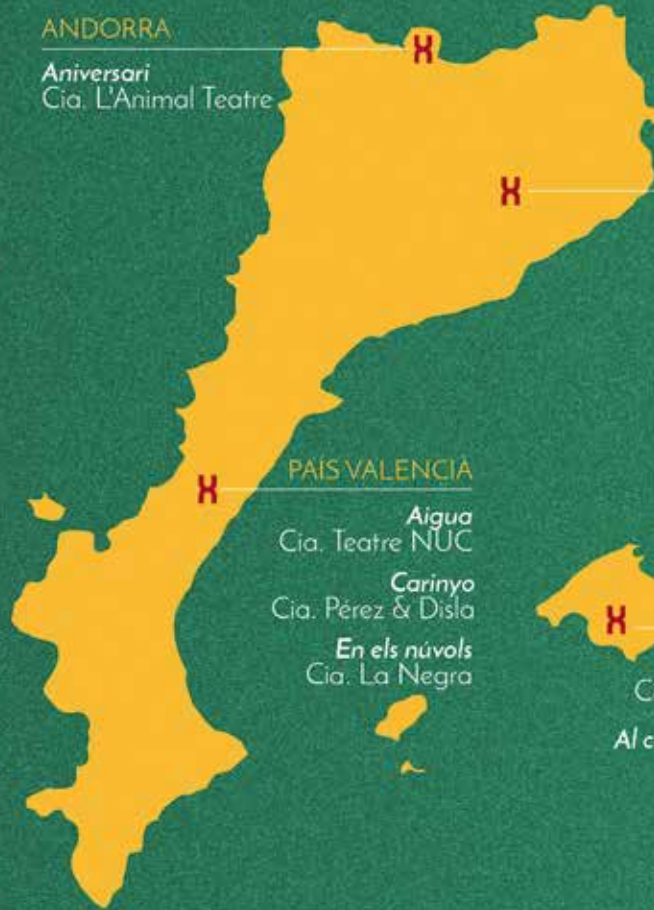 ANDORRA
Aniversari
Cia. L'Animal Teatre
PAÍS VALENCIÀ
Aigua
Cia. Teatre NUC
Carinyo
Cia. Pérez & Disla
En els núvols
Cia. La Negra
Al c